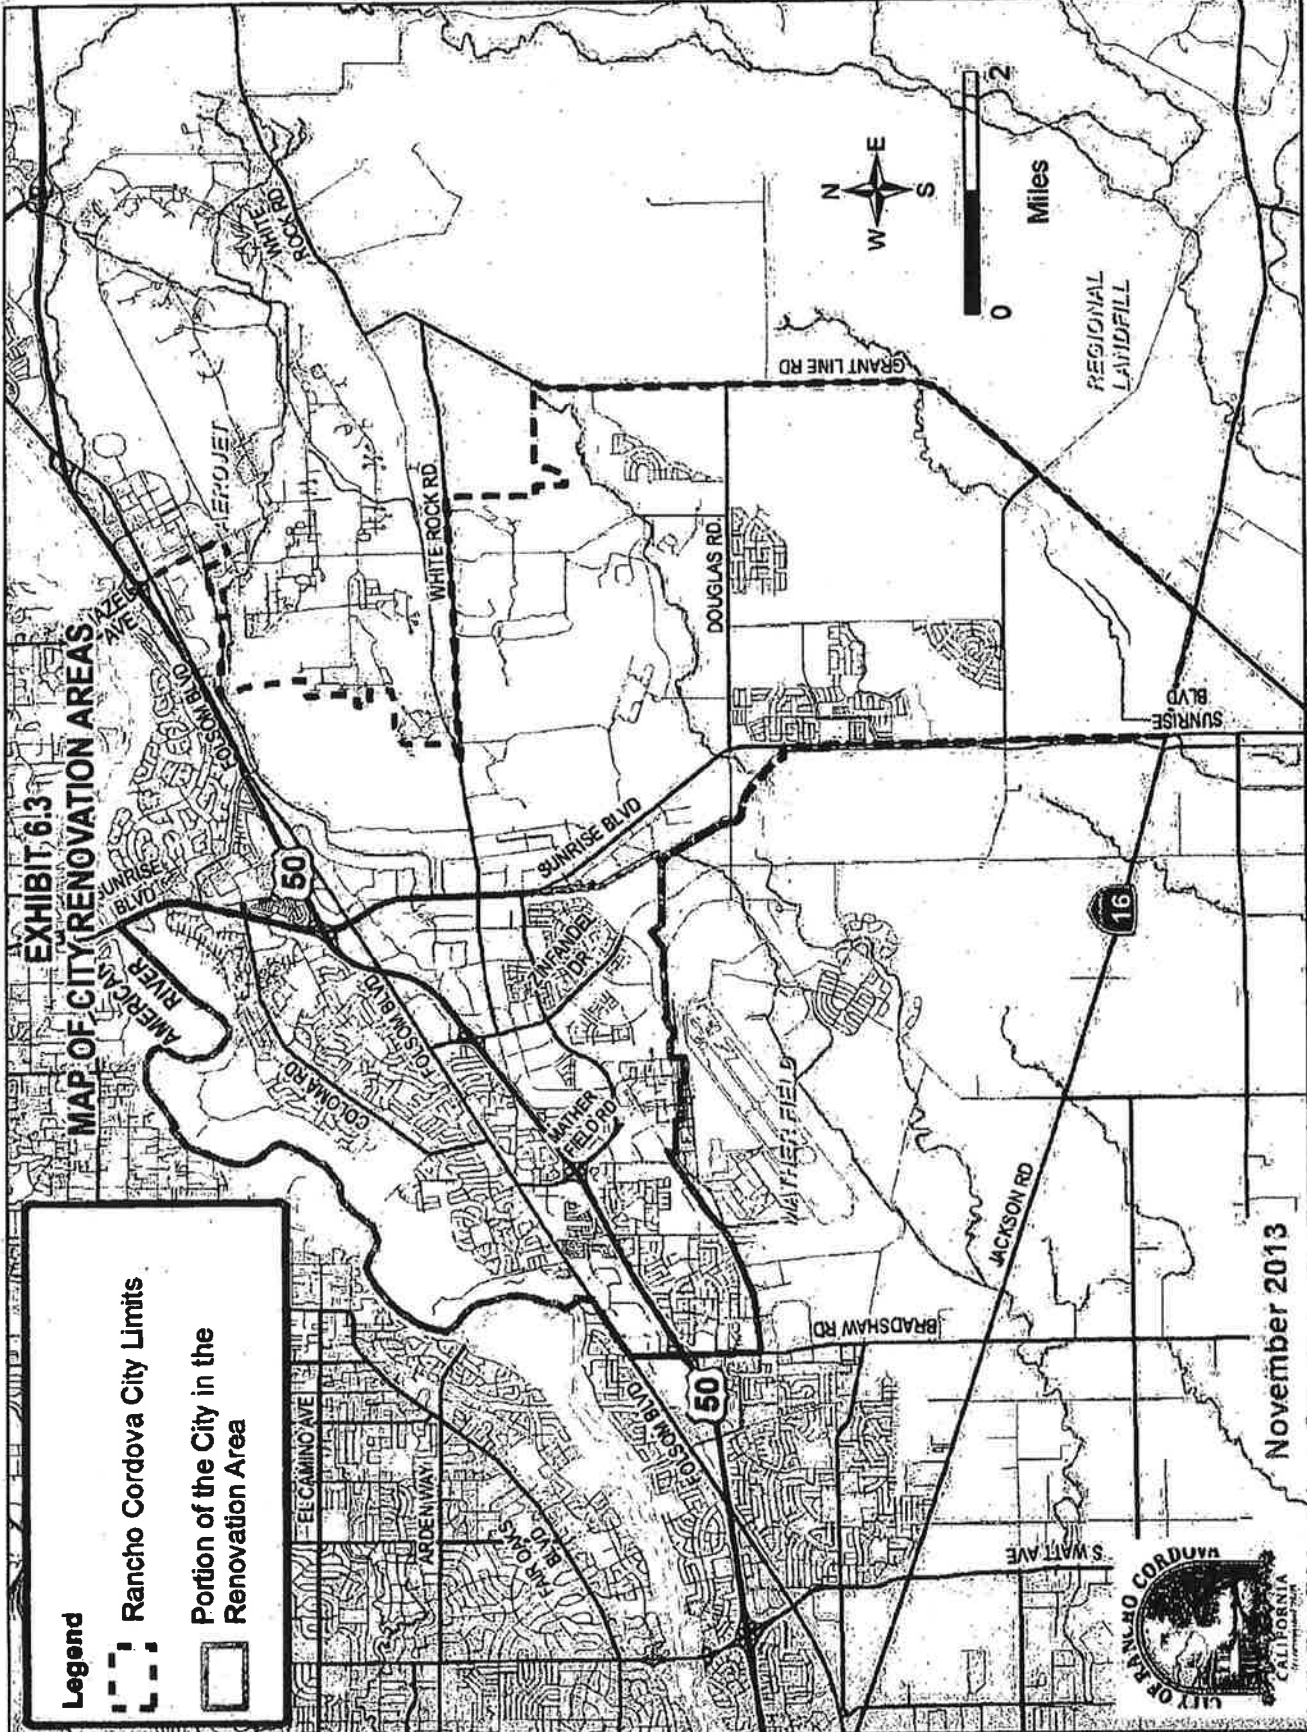 EXHIBIT 6.3
MAP OF CITY RENOVATION AREAS
Legend
Rancho Cordova City Limits
Portion of the City in the
Renovation Area
AMERICAN
RIVER
SUNRISE
BLVD
AVE
FOLSOM BLVD
AEROJET
WHITE
ROCK RD
50
COLOMA RD
FOLSOM BLVD
WHITE ROCK RD
ZINFANDEL
DR
SUNRISE BLVD
MATHER
FIELD RD
DOUGLAS RD
GRANT LINE RD
EL CAMINO AVE
ARDEN WAY
FAIR OAKS
BLVD
FOLSOM BLVD
50
MATHER FIELD
BRADSHAW RD
JACKSON RD
16
SUNRISE
BLVD
REGIONAL
LANDFILL
S WATT AVE
N
W
E
S
0
2
Miles
CITY OF RANCHO CORDOVA
CALIFORNIA
November 2013